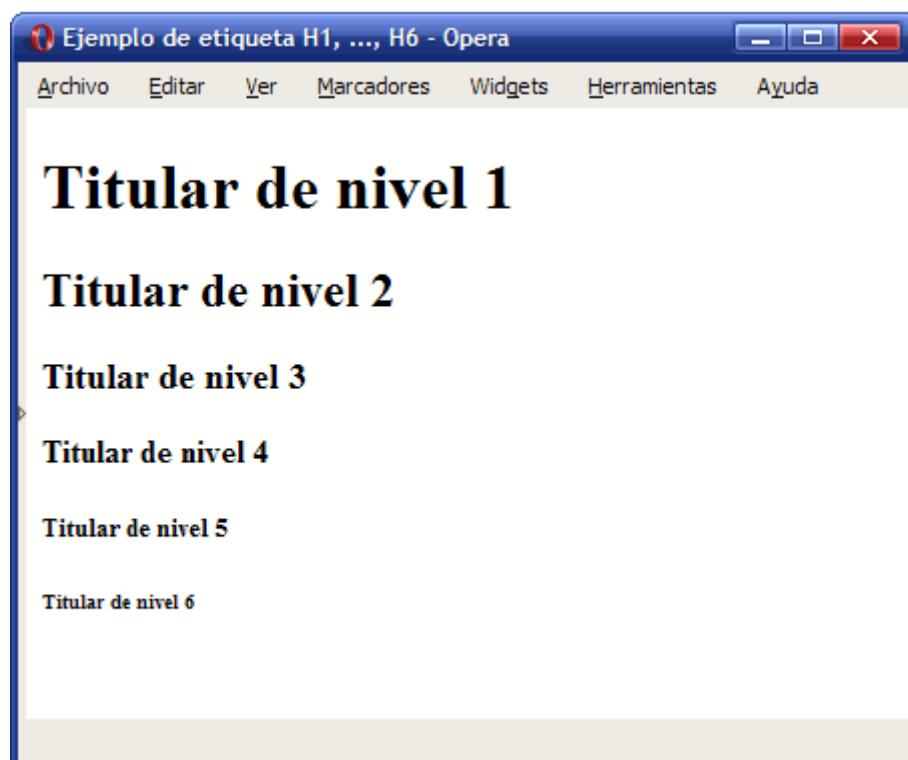 Ejemplo de etiqueta H1, ..., H6 - Opera
Archivo Editar Ver Marcadores Widgets Herramientas Ayuda
Titular de nivel 1
Titular de nivel 2
Titular de nivel 3
Titular de nivel 4
Titular de nivel 5
Titular de nivel 6